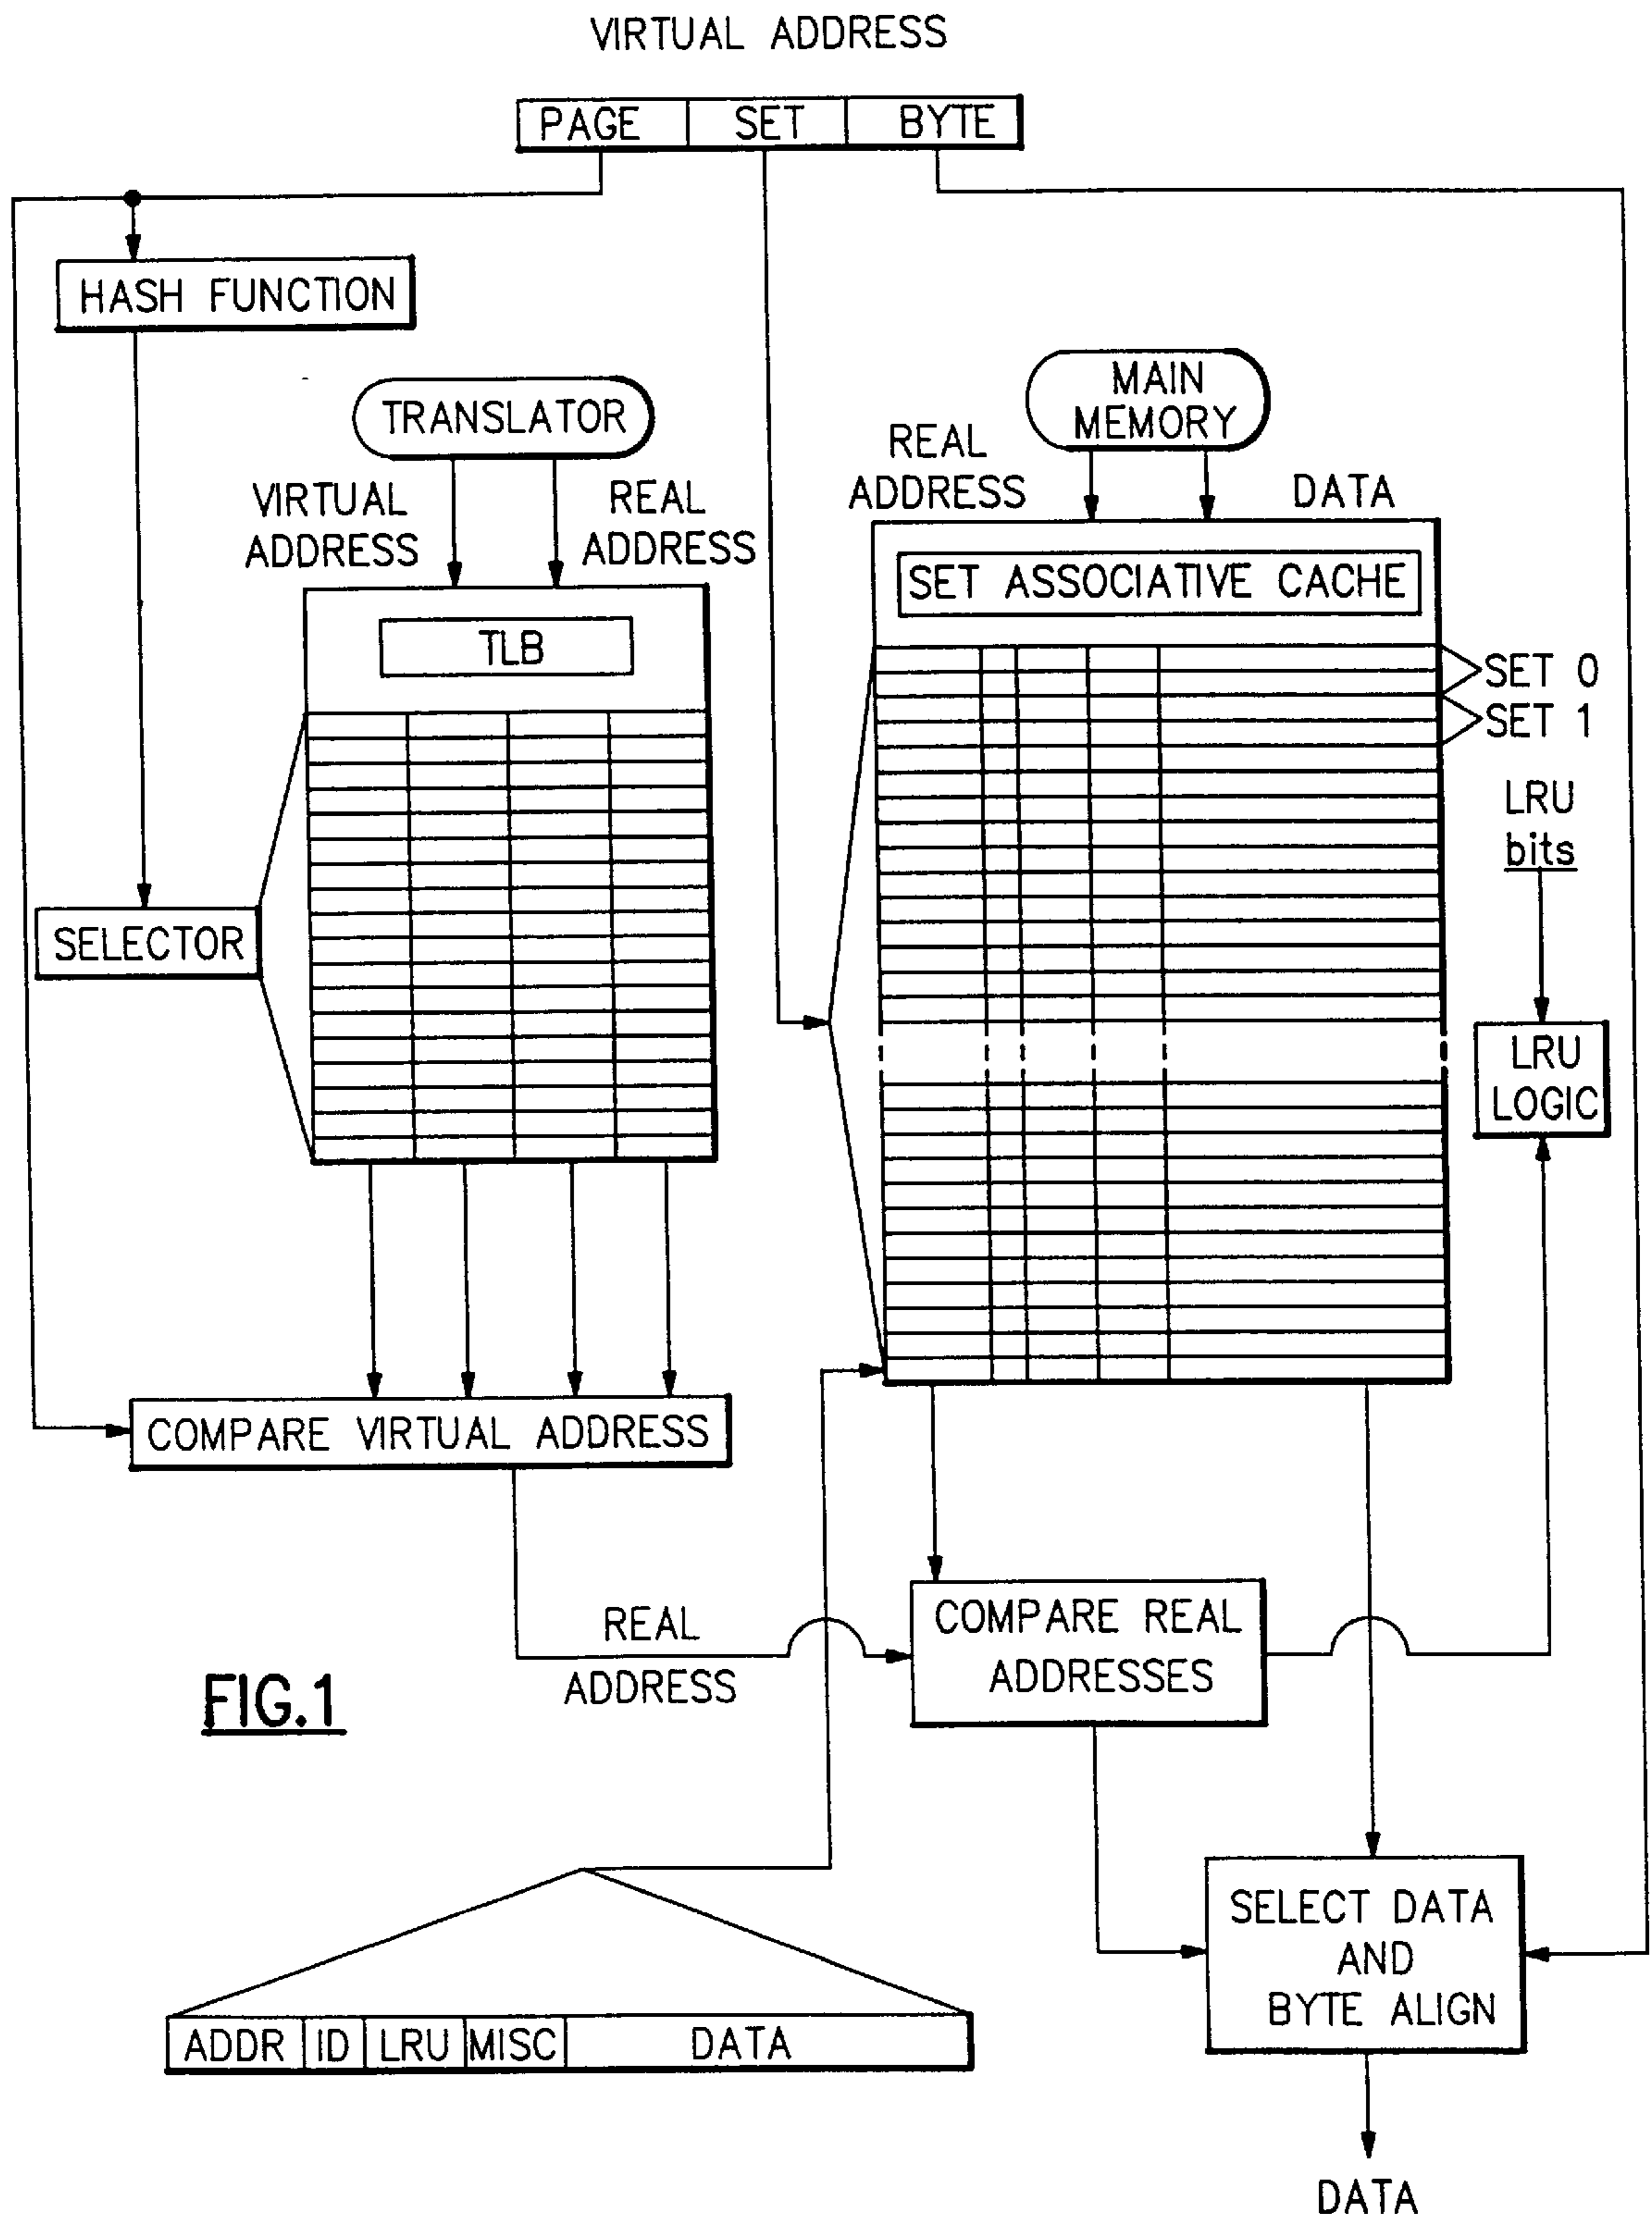 VIRTUAL ADDRESS
PAGE SET BYTE
HASH FUNCTION
TRANSLATOR
MAIN
MEMORY
VIRTUAL
ADDRESS
REAL
ADDRESS
REAL
ADDRESS
DATA
TLB
SET ASSOCIATIVE CACHE
SET 0
SET 1
LRU
bits
SELECTOR
LRU
LOGIC
COMPARE VIRTUAL ADDRESS
REAL
ADDRESS
COMPARE REAL
ADDRESSES
FIG.1
SELECT DATA
AND
BYTE ALIGN
ADDR ID LRU MISC DATA
DATA